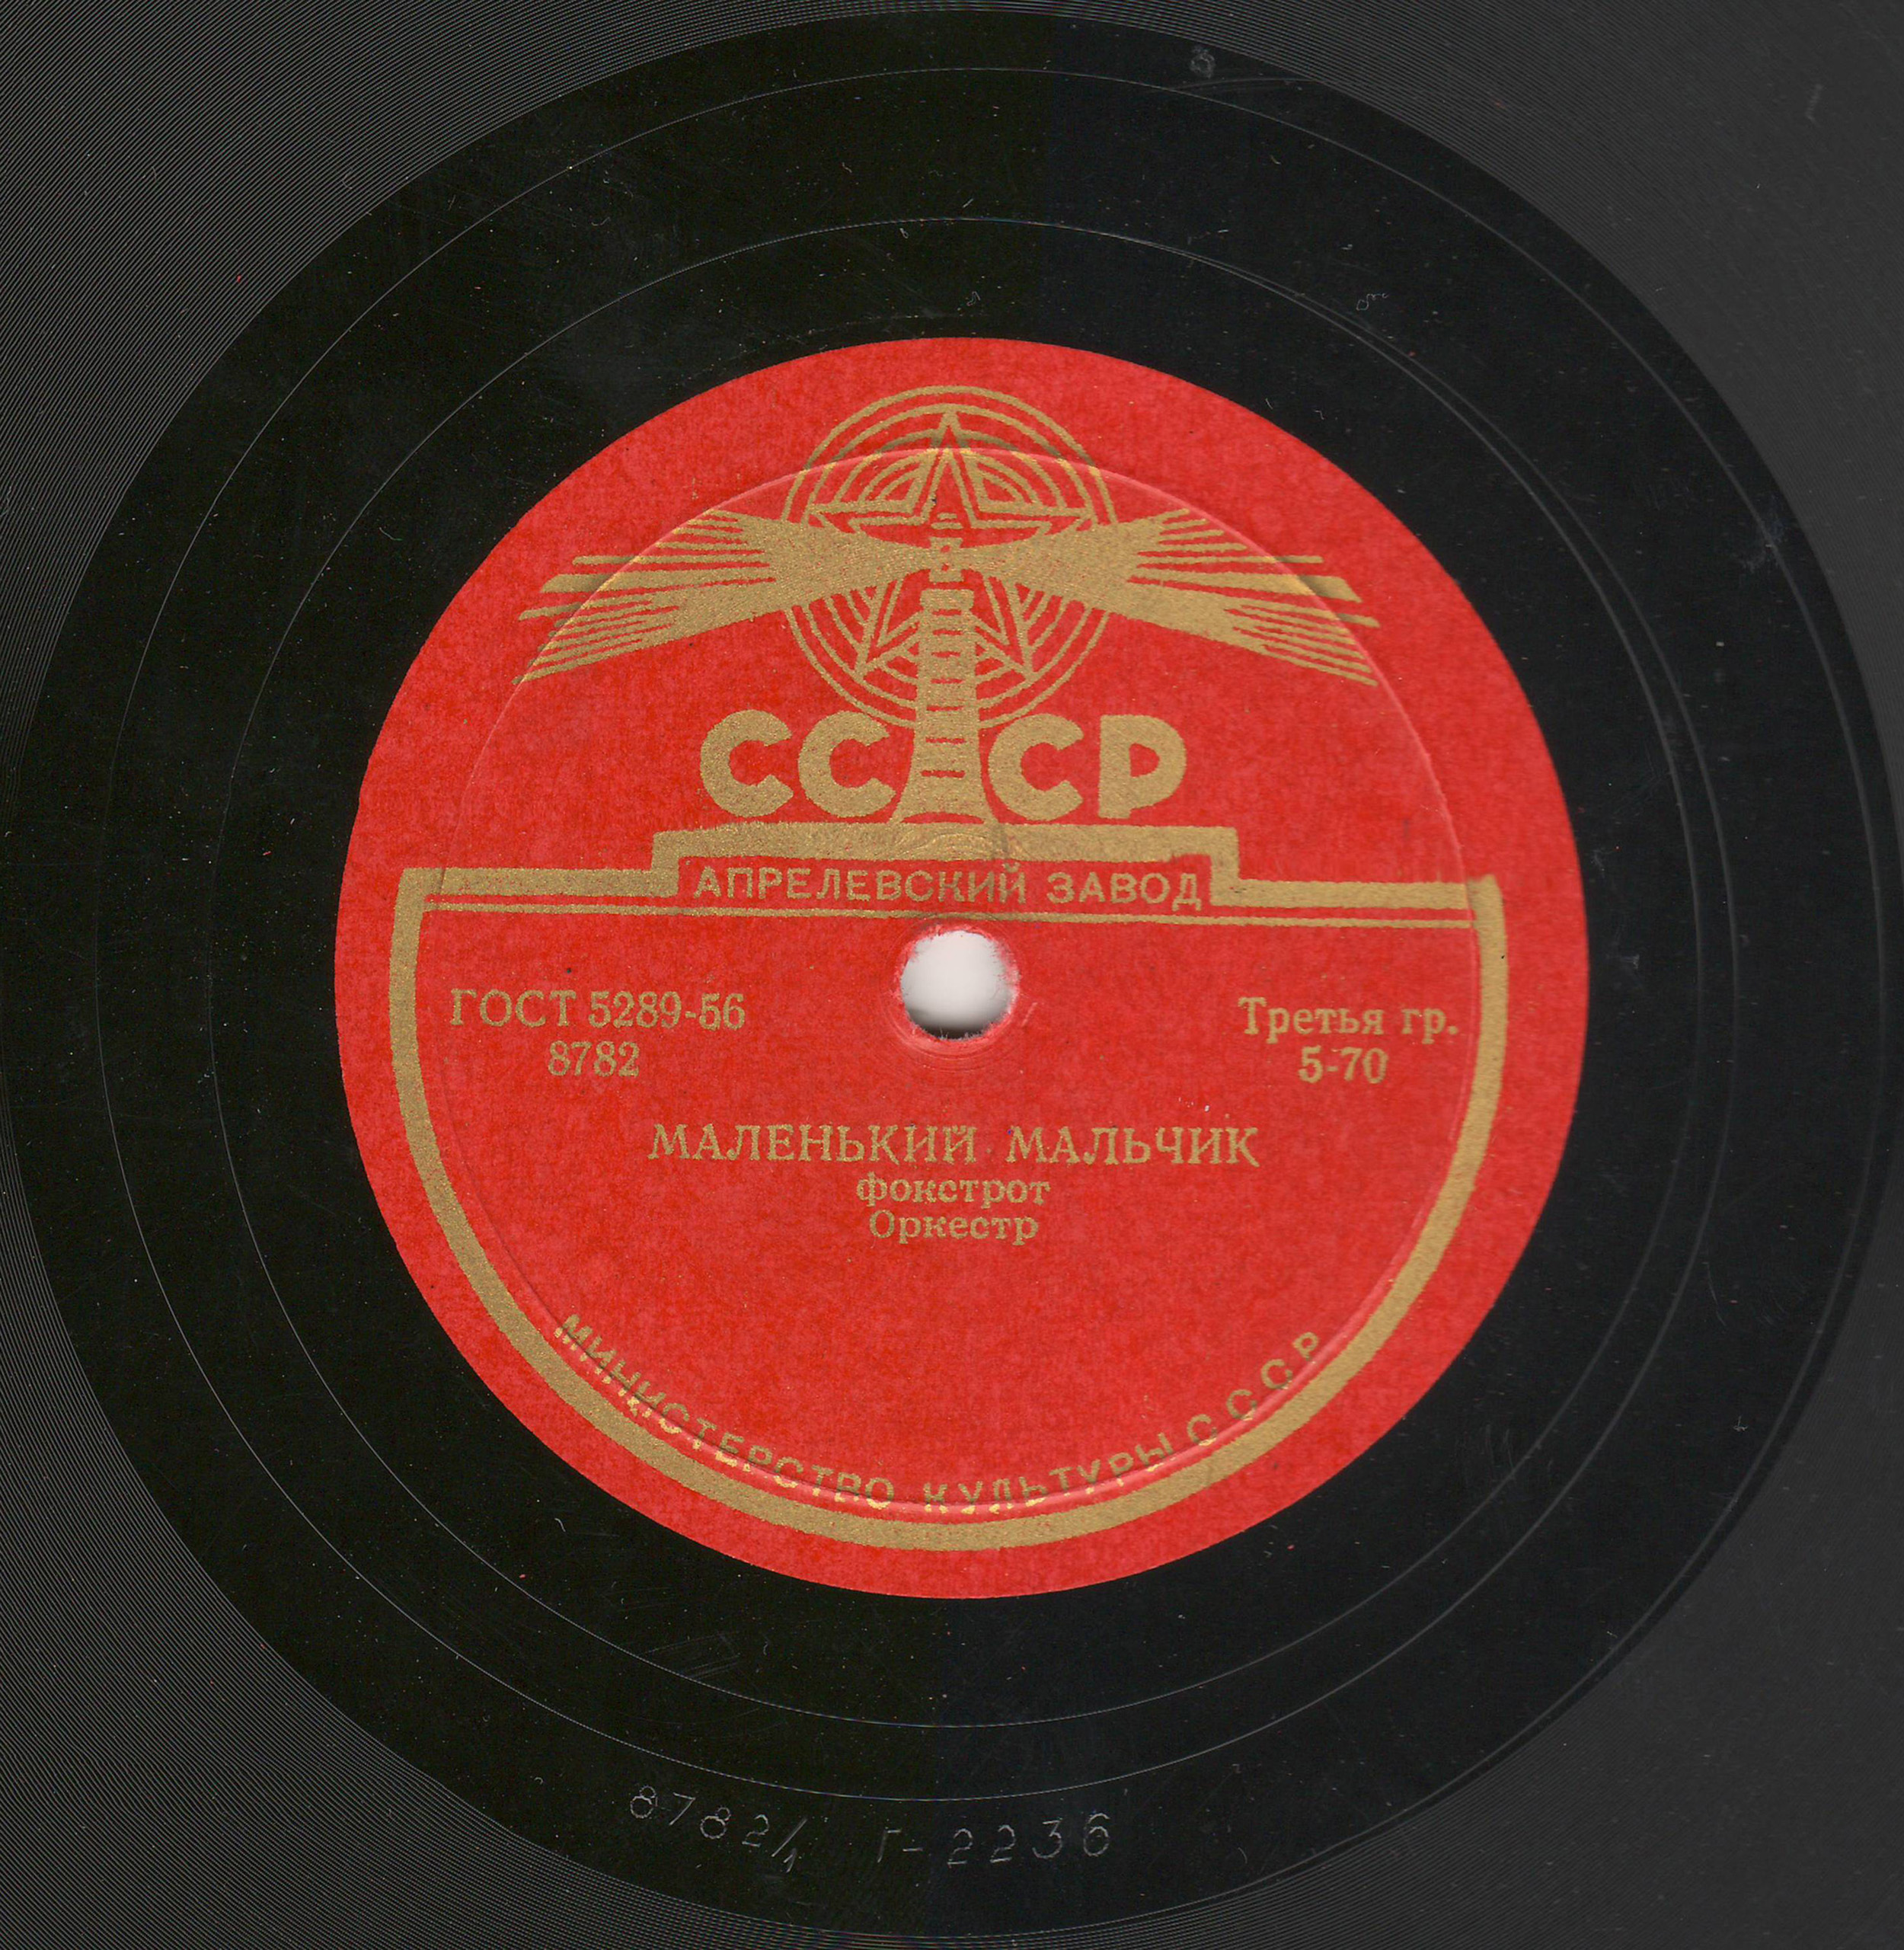 СССР
АПРЕЛЕВСКИЙ ЗАВОД
ГОСТ 5289-56
8782
Третья гр.
5-70
МАЛЕНЬКИЙ МАЛЬЧИК
фокстрот
Оркестр
МИНИСТЕРСТВО КУЛЬТУРЫ СССР
8782/1 Г-2236